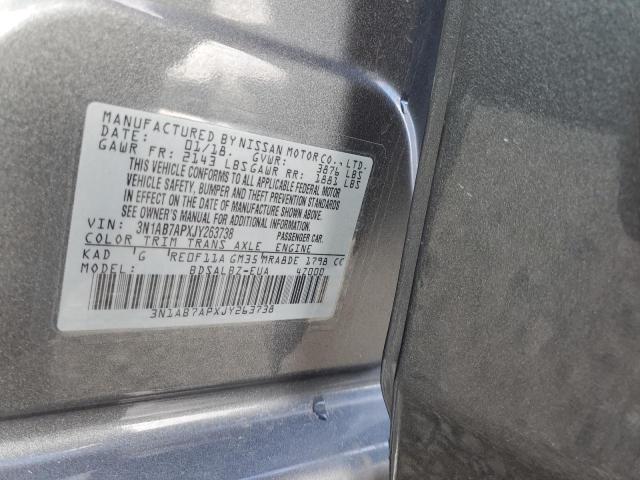 MANUFACTURED BY NISSAN MOTOR CO., LTD.
DATE: 01/18 GVWR: 3876 LBS
GAWR FR: 2143 LBS GAWR RR: 1881 LBS
THIS VEHICLE CONFORMS TO ALL APPLICABLE FEDERAL MOTOR
VEHICLE SAFETY, BUMPER AND THEFT PREVENTION STANDARDS
IN EFFECT ON THE DATE OF MANUFACTURE SHOWN ABOVE.
SEE OWNER'S MANUAL FOR ADDITIONAL INFORMATION.
VIN: 3N1AB7APXJY263738 PASSENGER CAR
COLOR TRIM TRANS AXLE ENGINE
KAD G RE0F11A GM35 MRA8DE 1798 CC
MODEL: BDSALBZ-EUA 42000
3N1AB7APXJY263738